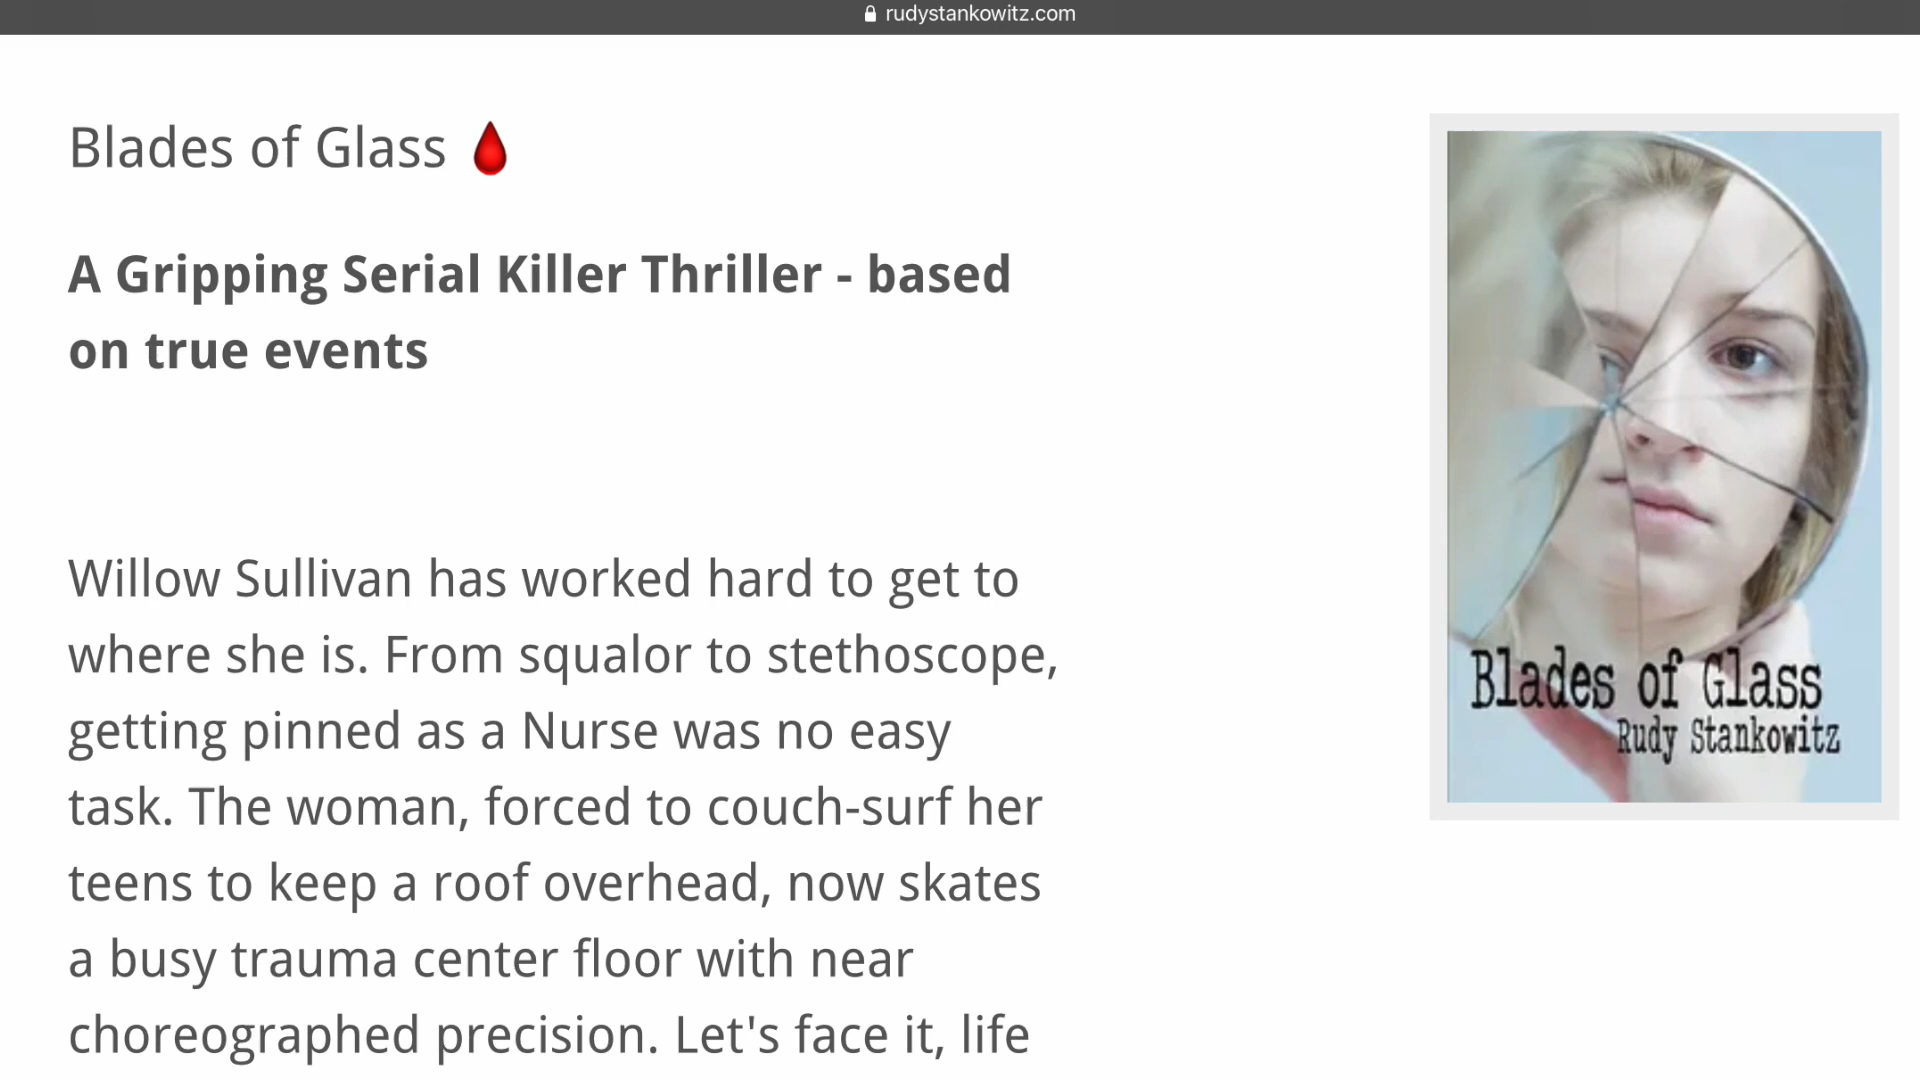 rudystankowitz.com
Blades of Glass 🩸
A Gripping Serial Killer Thriller - based
on true events
Willow Sullivan has worked hard to get to
where she is. From squalor to stethoscope,
getting pinned as a Nurse was no easy
task. The woman, forced to couch-surf her
teens to keep a roof overhead, now skates
a busy trauma center floor with near
choreographed precision. Let's face it, life
Blades of Glass
Rudy Stankowitz